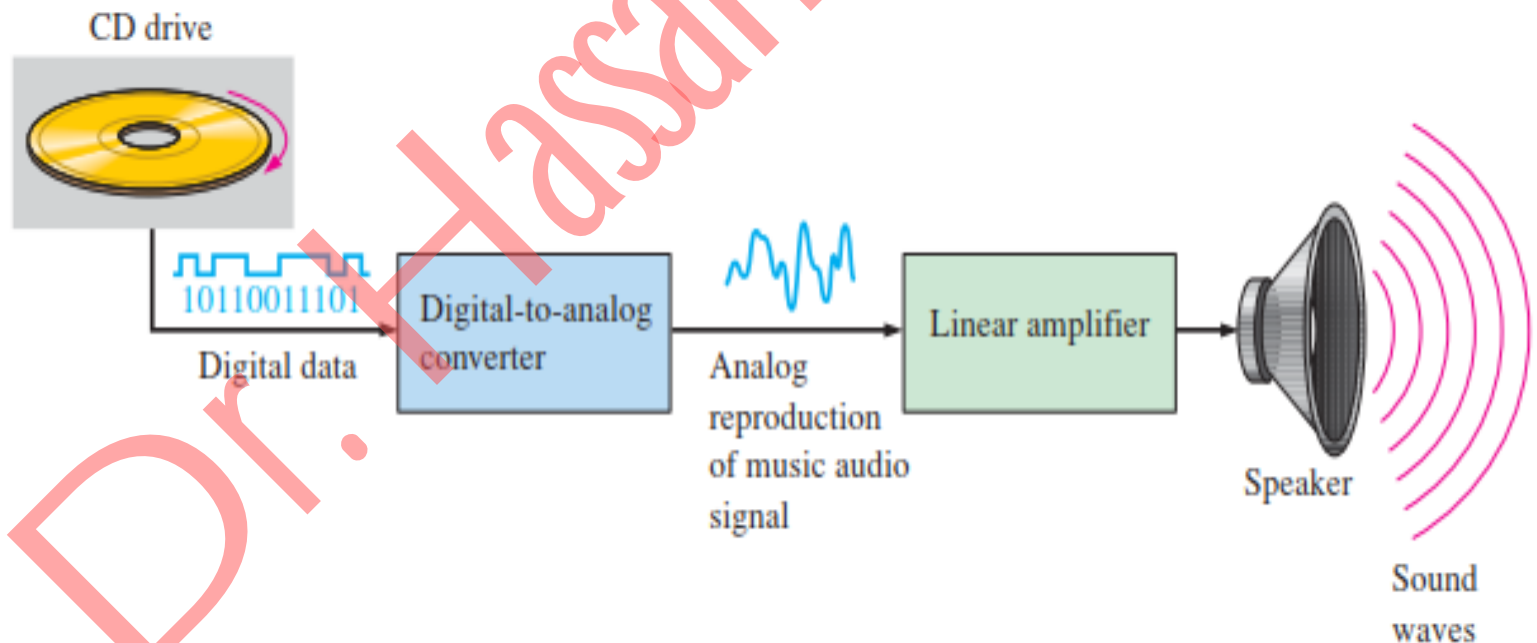 CD drive
10110011101
Digital data
Digital-to-analog
converter
Analog
reproduction
of music audio
signal
Linear amplifier
Speaker
Sound
waves
Dr. Hassan